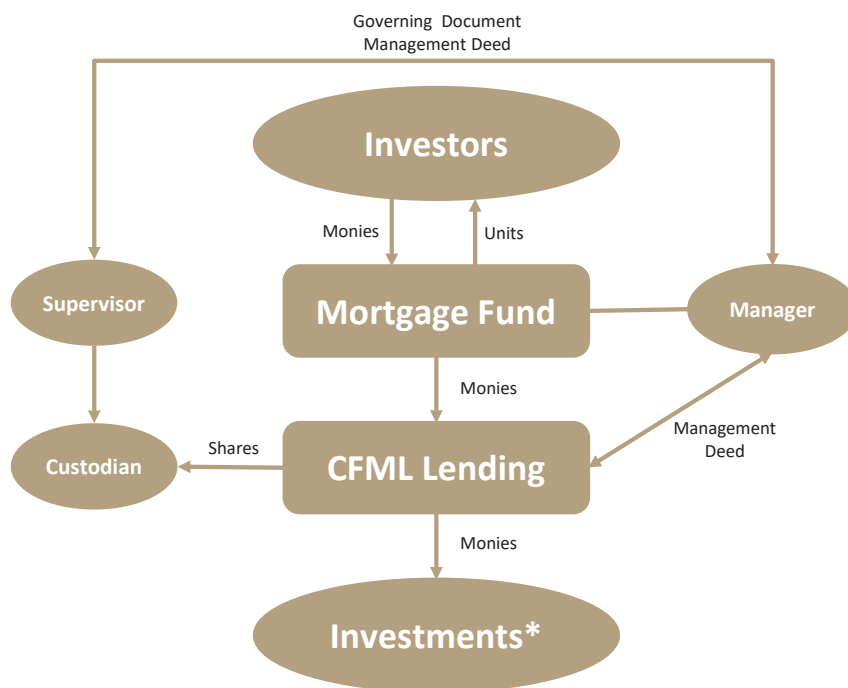 Governing Document
Management Deed
Investors
Monies
Units
Supervisor
Mortgage Fund
Manager
Monies
Management
Deed
Shares
Custodian
CFML Lending
Monies
Investments*